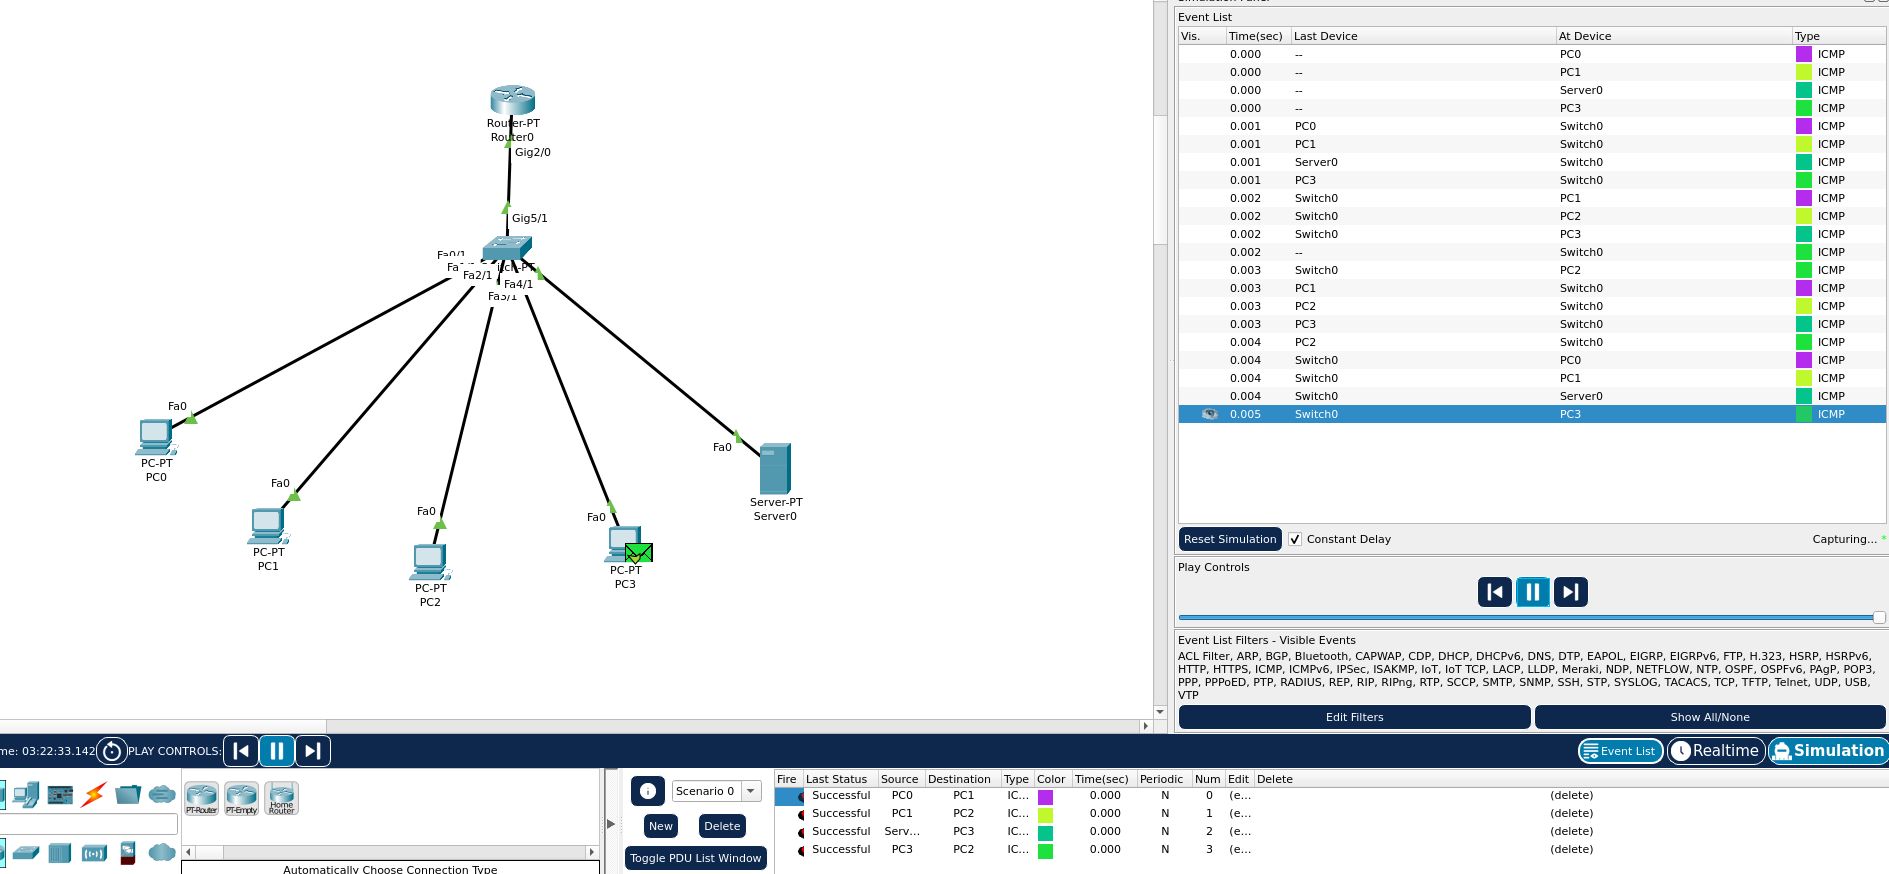 Event List
Vis. Time(sec) Last Device At Device Type
0.000 -- PC0 ICMP
0.000 -- PC1 ICMP
0.000 -- Server0 ICMP
0.000 -- PC3 ICMP
0.001 PC0 Switch0 ICMP
0.001 PC1 Switch0 ICMP
0.001 Server0 Switch0 ICMP
0.001 PC3 Switch0 ICMP
0.002 Switch0 PC1 ICMP
0.002 Switch0 PC2 ICMP
0.002 Switch0 PC3 ICMP
0.002 -- Switch0 ICMP
0.003 Switch0 PC2 ICMP
0.003 PC1 Switch0 ICMP
0.003 PC2 Switch0 ICMP
0.003 PC3 Switch0 ICMP
0.004 PC2 Switch0 ICMP
0.004 Switch0 PC0 ICMP
0.004 Switch0 PC1 ICMP
0.004 Switch0 Server0 ICMP
0.005 Switch0 PC3 ICMP
Router-PT
Router0
Gig2/0
Gig5/1
Fa0/1
Fa2/1
Fa4/1
Fa3/1
Fa0
PC-PT
PC0
Fa0
PC-PT
PC1
Fa0
PC-PT
PC2
Fa0
PC-PT
PC3
Fa0
Server-PT
Server0
Reset Simulation Constant Delay Capturing... *
Play Controls
Event List Filters - Visible Events
ACL Filter, ARP, BGP, Bluetooth, CAPWAP, CDP, DHCP, DHCPv6, DNS, DTP, EAPOL, EIGRP, EIGRPv6, FTP, H.323, HSRP, HSRPv6,
HTTP, HTTPS, ICMP, ICMPv6, IPSec, ISAKMP, IoT, IoT TCP, LACP, LLDP, Meraki, NDP, NETFLOW, NTP, OSPF, OSPFv6, PAgP, POP3,
PPP, PPPoED, PTP, RADIUS, REP, RIP, RIPng, RTP, SCCP, SMTP, SNMP, SSH, STP, SYSLOG, TACACS, TCP, TFTP, Telnet, UDP, USB,
VTP
Edit Filters Show All/None
me: 03:22:33.142 PLAY CONTROLS: Event List Realtime Simulation
PT-Router PT-Empty Home Router
Automatically Choose Connection Type
Scenario 0
New Delete
Toggle PDU List Window
Fire Last Status Source Destination Type Color Time(sec) Periodic Num Edit Delete
Successful PC0 PC1 IC... 0.000 N 0 (e... (delete)
Successful PC1 PC2 IC... 0.000 N 1 (e... (delete)
Successful Serv... PC3 IC... 0.000 N 2 (e... (delete)
Successful PC3 PC2 IC... 0.000 N 3 (e... (delete)